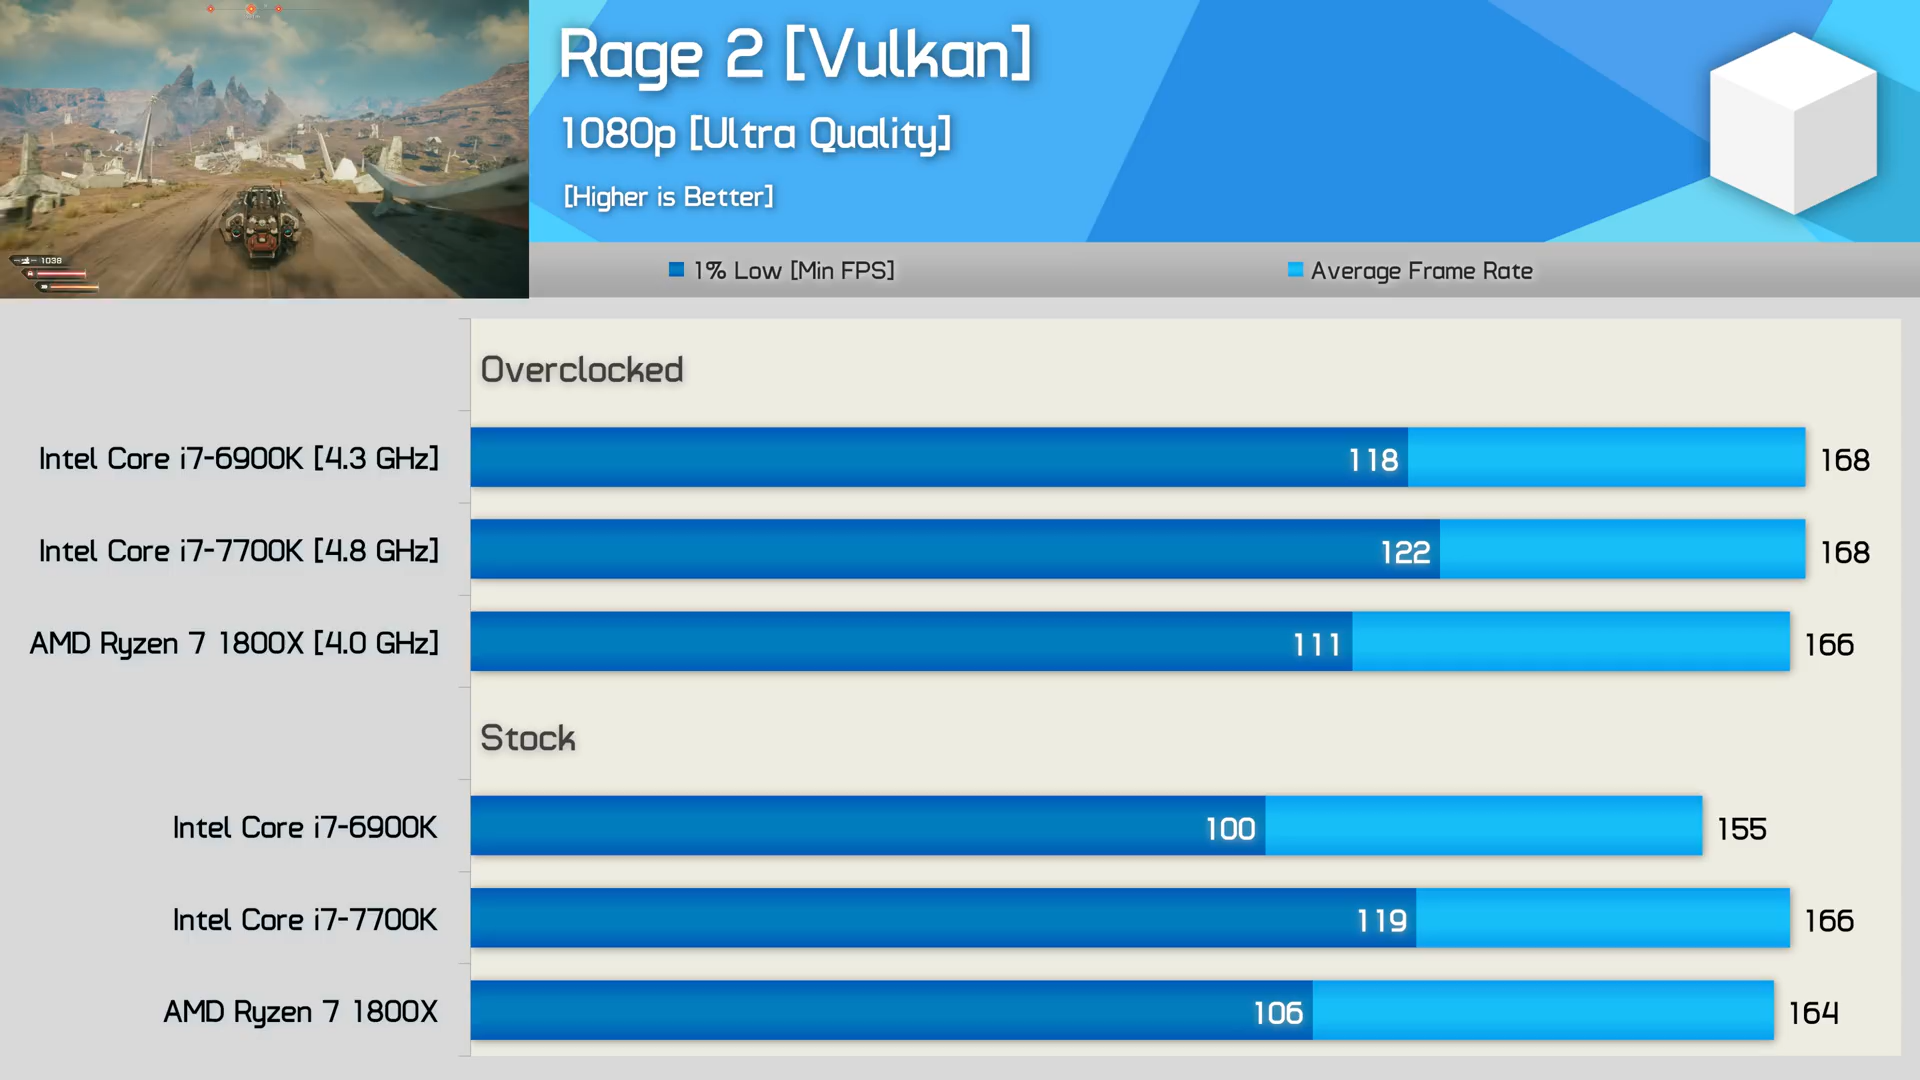 Rage 2 [Vulkan]
1080p [Ultra Quality]
[Higher is Better]
1038
1% Low [Min FPS]
Average Frame Rate
Overclocked
Intel Core i7-6900K [4.3 GHz] 118 168
Intel Core i7-7700K [4.8 GHz] 122 168
AMD Ryzen 7 1800X [4.0 GHz] 111 166
Stock
Intel Core i7-6900K 100 155
Intel Core i7-7700K 119 166
AMD Ryzen 7 1800X 106 164